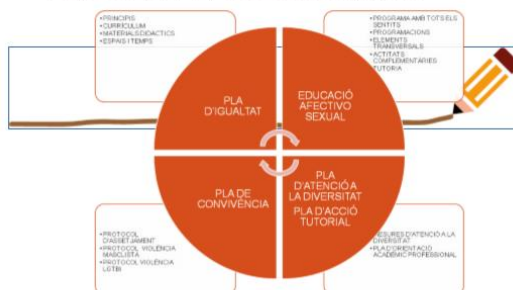 • PRINCIPIS
• CURRÍCULUM
• MATERIALS DIDÀCTICS
• ESPAIS I TEMPS
• PROGRAMA AMB TOTS ELS
SENTITS
• PROGRAMACIONS
• ELEMENTS
TRANSVERSALS
• ACTITATS
COMPLEMENTARIES
TUTORIA
PLA
D'IGUALTAT
EDUCACIÓ
AFECTIVO
SEXUAL
PLA DE
CONVIVÈNCIA
PLA
D'ATENCIÓ A
LA DIVERSITAT
PLA D'ACCIÓ
TUTORIAL
• PROTOCOL
D'ASSETJAMENT
• PROTOCOL VIOLÈNCIA
MASCLISTA
• PROTOCOL VIOLÈNCIA
LGTBI
MESURES D'ATENCIÓ A LA
DIVERSITAT
• PLA D'ORIENTACIÓ
ACADÈMIC PROFESSIONAL